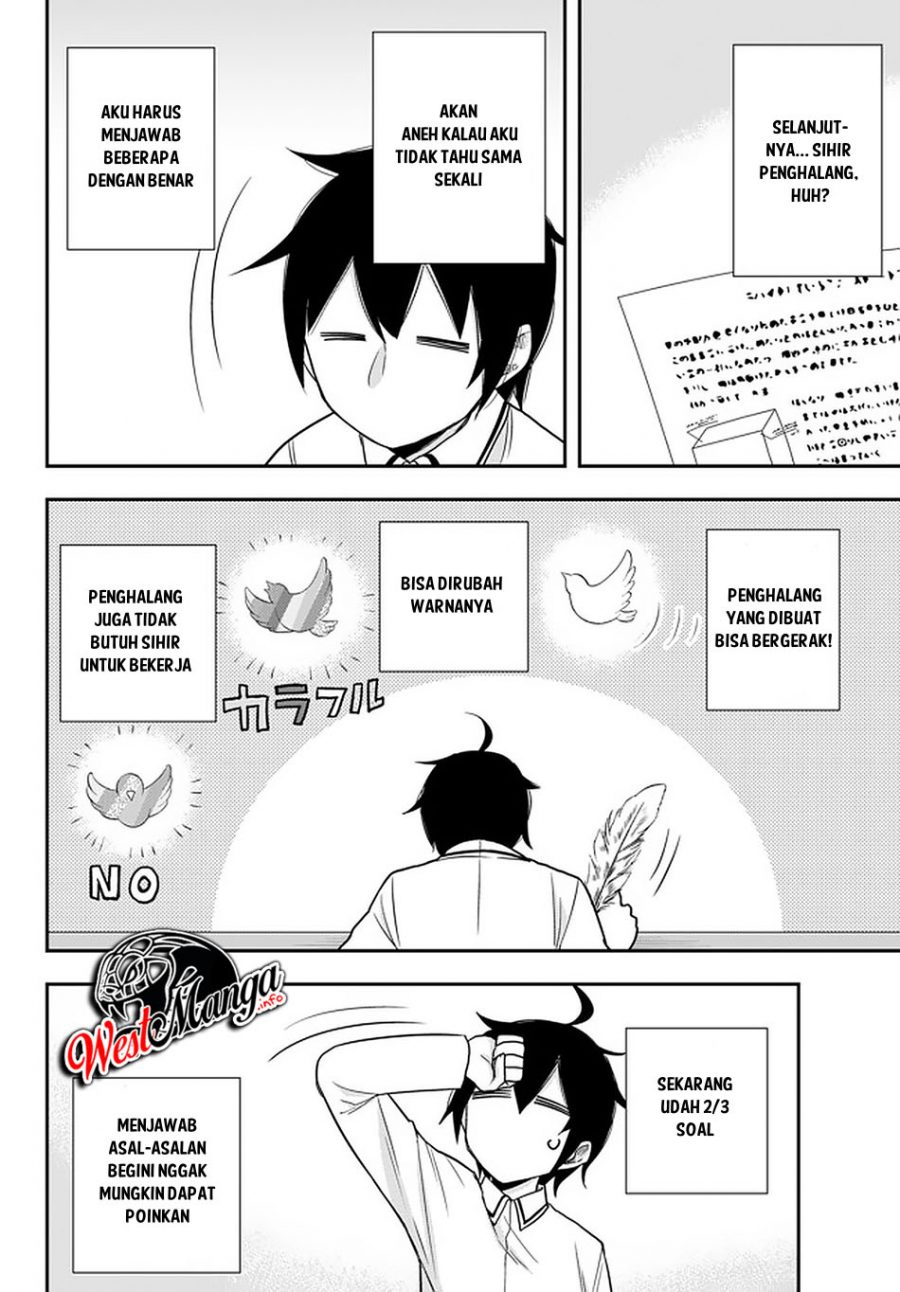 SELANJUT-
NYA... SIHIR
PENGHALANG,
HUH?
AKAN
ANEH KALAU AKU
TIDAK TAHU SAMA
SEKALI
AKU HARUS
MENJAWAB
BEBERAPA
DENGAN BENAR
PENGHALANG
YANG DIBUAT
BISA BERGERAK!
BISA DIRUBAH
WARNANYA
カラフル
PENGHALANG
JUGA TIDAK
BUTUH SIHIR
UNTUK BEKERJA
NO
SEKARANG
UDAH 2/3
SOAL
MENJAWAB
ASAL-ASALAN
BEGINI NGGAK
MUNGKIN DAPAT
POINKAN
WestManga
.info